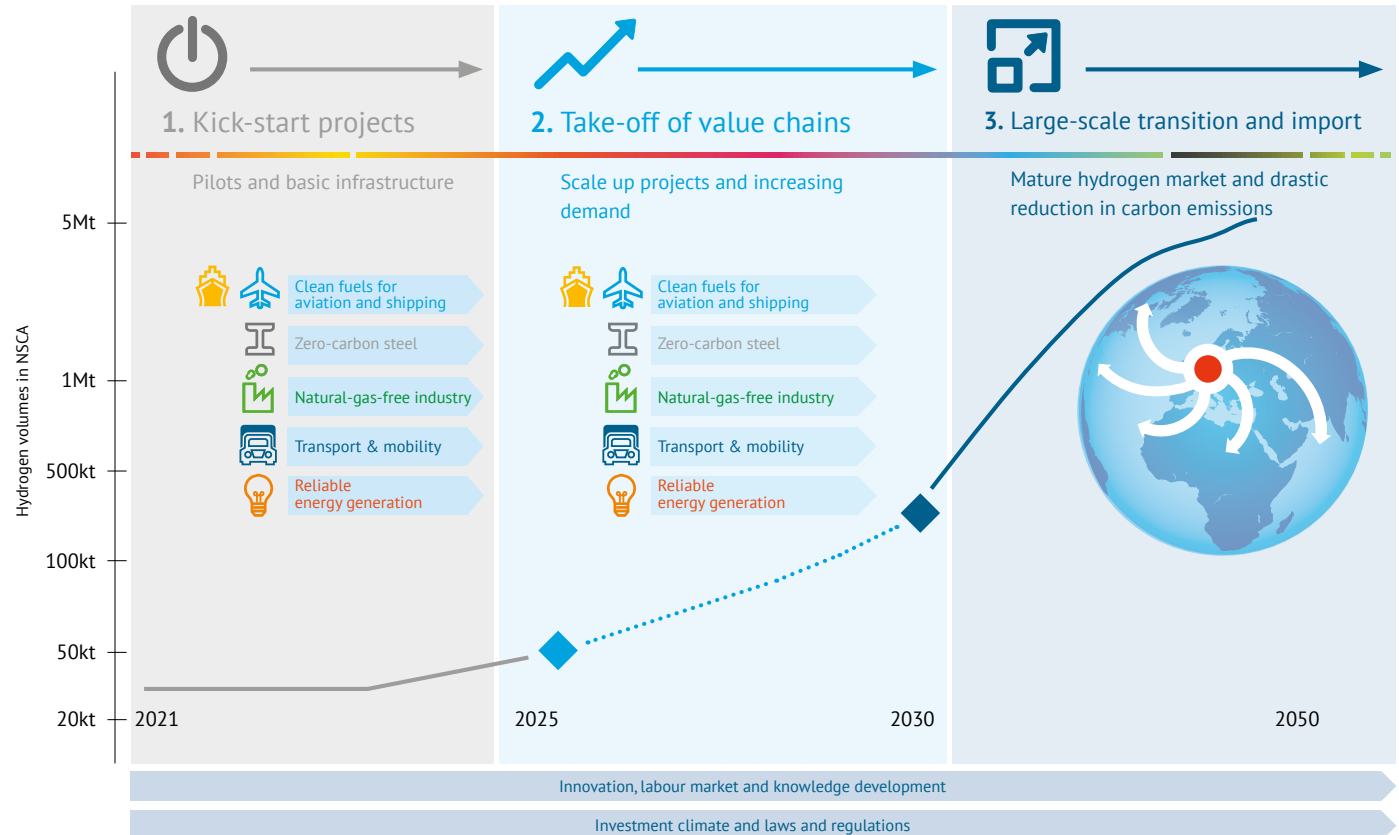 1. Kick-start projects
Pilots and basic infrastructure
Clean fuels for
aviation and shipping
Zero-carbon steel
Natural-gas-free industry
Transport & mobility
Reliable
energy generation
2. Take-off of value chains
Scale up projects and increasing
demand
Clean fuels for
aviation and shipping
Zero-carbon steel
Natural-gas-free industry
Transport & mobility
Reliable
energy generation
3. Large-scale transition and import
Mature hydrogen market and drastic
reduction in carbon emissions
Hydrogen volumes in NSCA
5Mt
1Mt
500kt
100kt
50kt
20kt
2021
2025
2030
2050
Innovation, labour market and knowledge development
Investment climate and laws and regulations